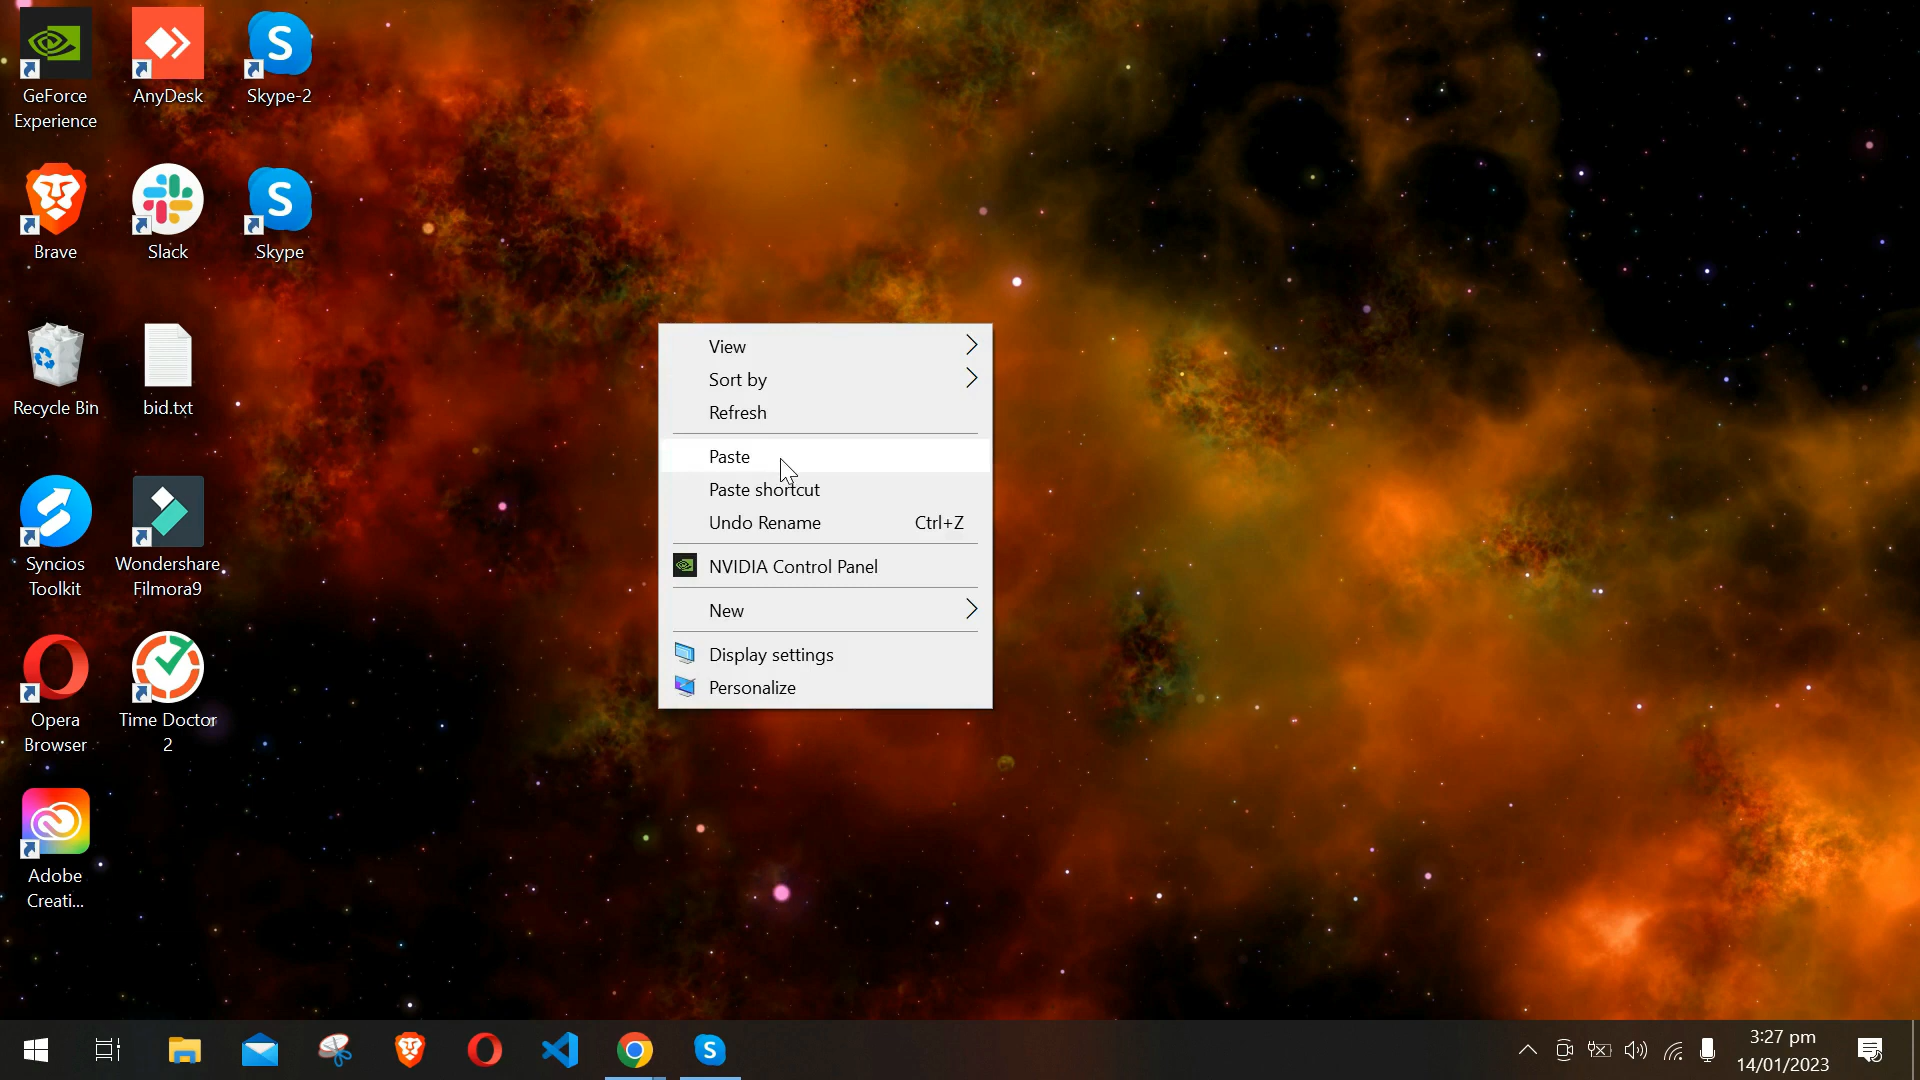 GeForce
Experience
AnyDesk
Skype-2
Brave
Slack
Skype
Recycle Bin
bid.txt
Syncios
Toolkit
Wondershare
Filmora9
Opera
Browser
Time Doctor
2
Adobe
Creati...
View
Sort by
Refresh
Paste
Paste shortcut
Undo Rename Ctrl+Z
NVIDIA Control Panel
New
Display settings
Personalize
3:27 pm
14/01/2023